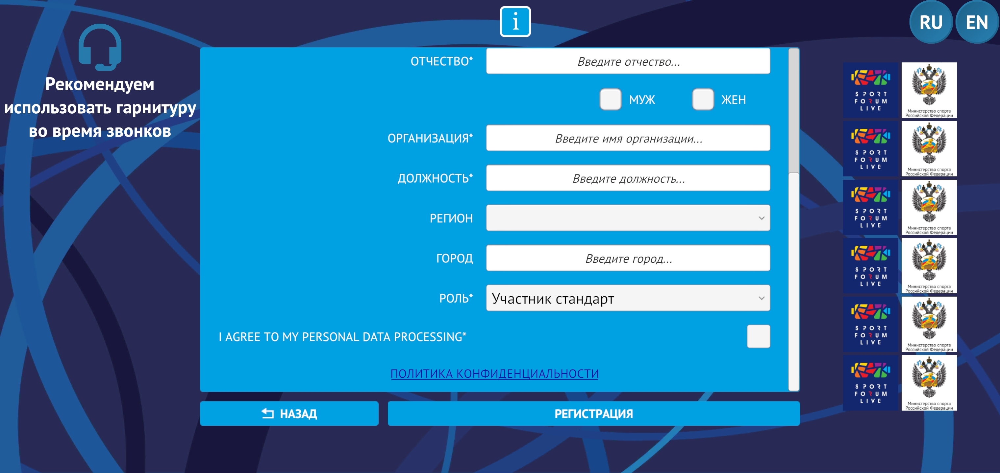 i
RU EN
Рекомендуем
использовать гарнитуру
во время звонков
ОТЧЕСТВО* Введите отчество...
МУЖ ЖЕН
ОРГАНИЗАЦИЯ* Введите имя организации...
ДОЛЖНОСТЬ* Введите должность...
РЕГИОН
ГОРОД Введите город...
РОЛЬ* Участник стандарт
I AGREE TO MY PERSONAL DATA PROCESSING*
ПОЛИТИКА КОНФИДЕНЦИАЛЬНОСТИ
НАЗАД РЕГИСТРАЦИЯ
SPORT
FORUM
LIVE
Министерство спорта
Российской Федерации
SPORT
FORUM
LIVE
Министерство спорта
Российской Федерации
SPORT
FORUM
LIVE
Министерство спорта
Российской Федерации
SPORT
FORUM
LIVE
Министерство спорта
Российской Федерации
SPORT
FORUM
LIVE
Министерство спорта
Российской Федерации
SPORT
FORUM
LIVE
Министерство спорта
Российской Федерации